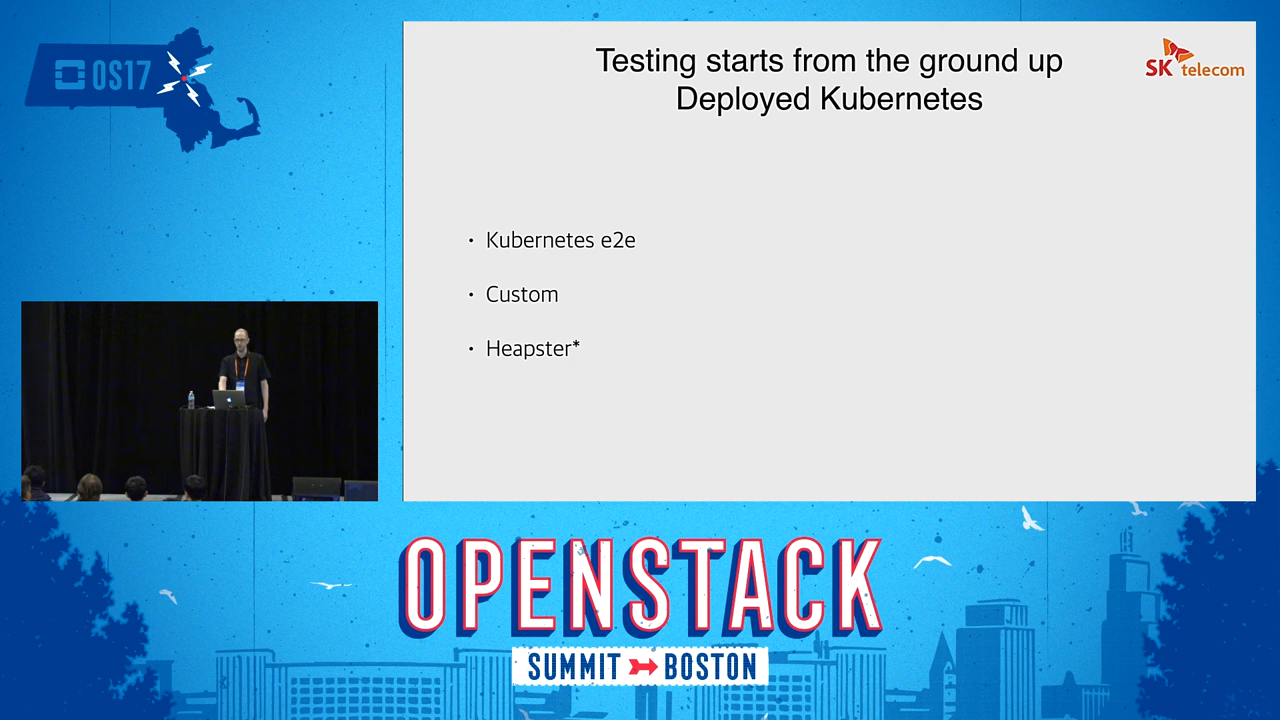 OS17
Testing starts from the ground up
Deployed Kubernetes
SK telecom
• Kubernetes e2e
• Custom
• Heapster*
OPENSTACK
SUMMIT BOSTON